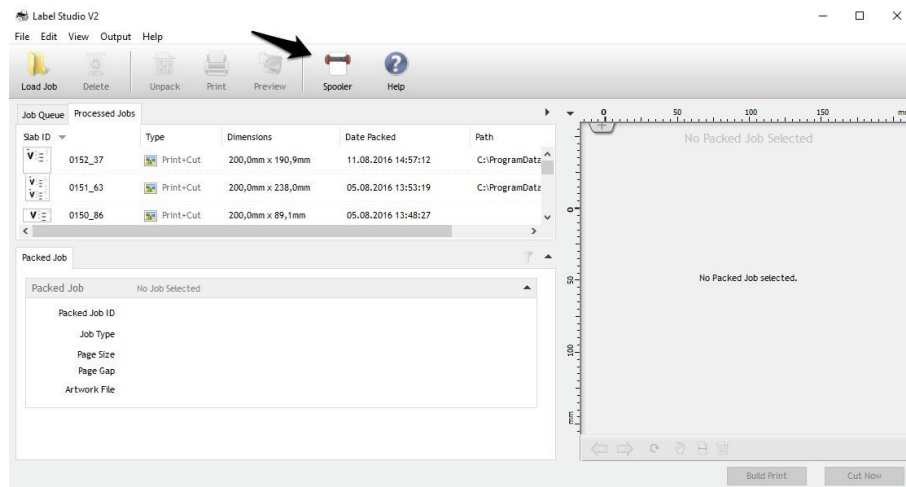 Label Studio V2
File Edit View Output Help
Load Job Delete Unpack Print Preview Spooler Help
Job Queue Processed Jobs
Slab ID Type Dimensions Date Packed Path
0152_37 Print+Cut 200,0mm x 190,9mm 11.08.2016 14:57:12 C:\ProgramData
0151_63 Print+Cut 200,0mm x 238,0mm 05.08.2016 13:53:19 C:\ProgramData
0150_86 Print+Cut 200,0mm x 89,1mm 05.08.2016 13:48:27
Packed Job
Packed Job No Job Selected
Packed Job ID
Job Type
Page Size
Page Gap
Artwork File
0 50 100 150 mm
No Packed Job Selected
0
50
No Packed Job selected.
100
mm
Build Print Cut Now